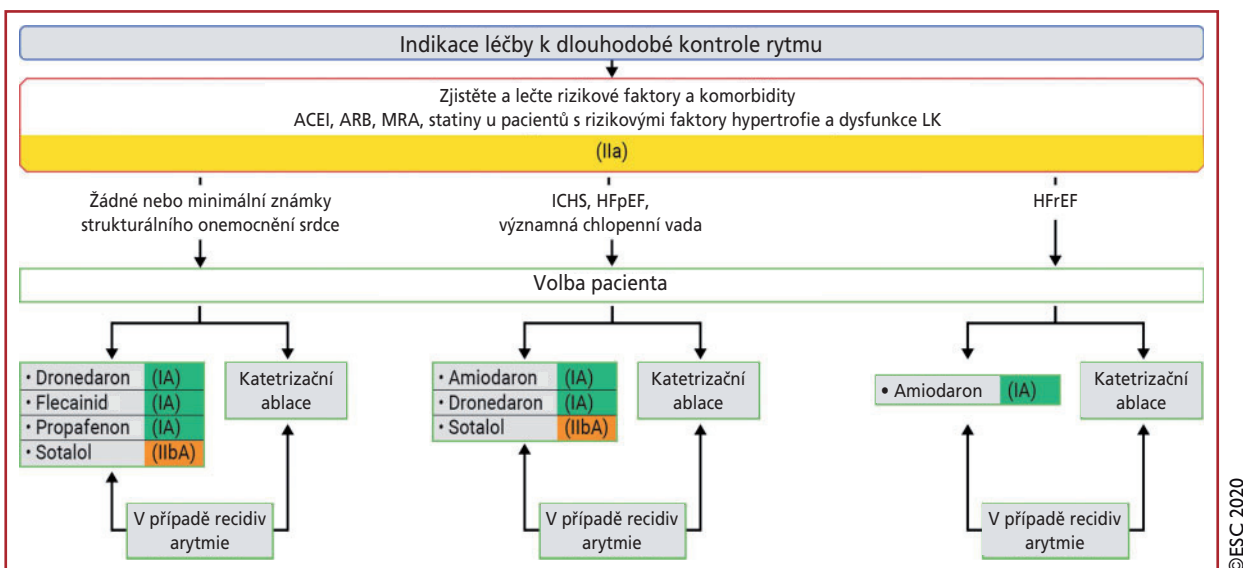 Indikace léčby k dlouhodobé kontrole rytmu
Zjistěte a lečte rizikové faktory a komorbidity
ACEI, ARB, MRA, statiny u pacientů s rizikovými faktory hypertrofie a dysfunkce LK
(IIa)
Žádné nebo minimální známky
strukturálního onemocnění srdce
ICHS, HFpEF,
významná chlopenní vada
HFrEF
Volba pacienta
• Dronedaron (IA)
• Flecainid (IA)
• Propafenon (IA)
• Sotalol (IIbA)
Katetrizační
ablace
• Amiodaron (IA)
• Dronedaron (IA)
• Sotalol (IIbA)
Katetrizační
ablace
• Amiodaron (IA)
Katetrizační
ablace
V případě recidiv
arytmie
V případě recidiv
arytmie
V případě recidiv
arytmie
©ESC 2020